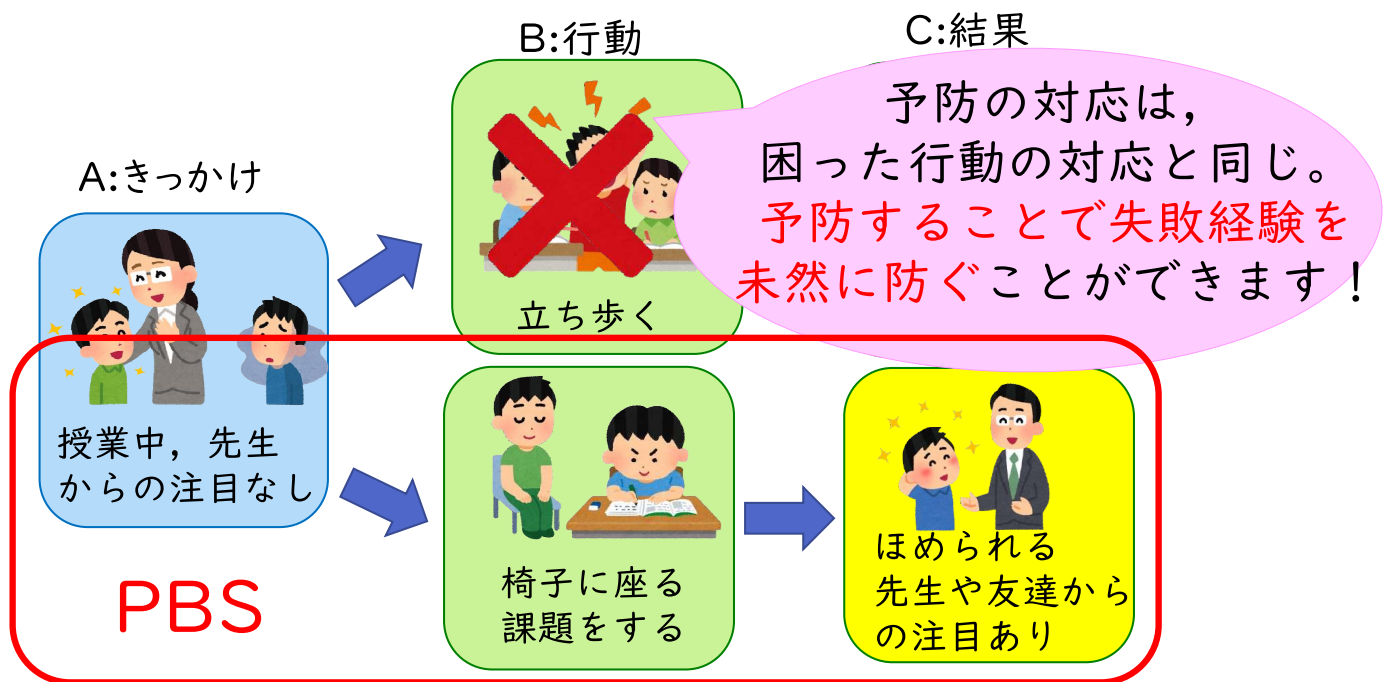 B:行動
C:結果
予防の対応は，
困った行動の対応と同じ。
予防することで失敗経験を
未然に防ぐことができます！
A:きっかけ
立ち歩く
授業中，先生
からの注目なし
椅子に座る
課題をする
ほめられる
先生や友達から
の注目あり
PBS